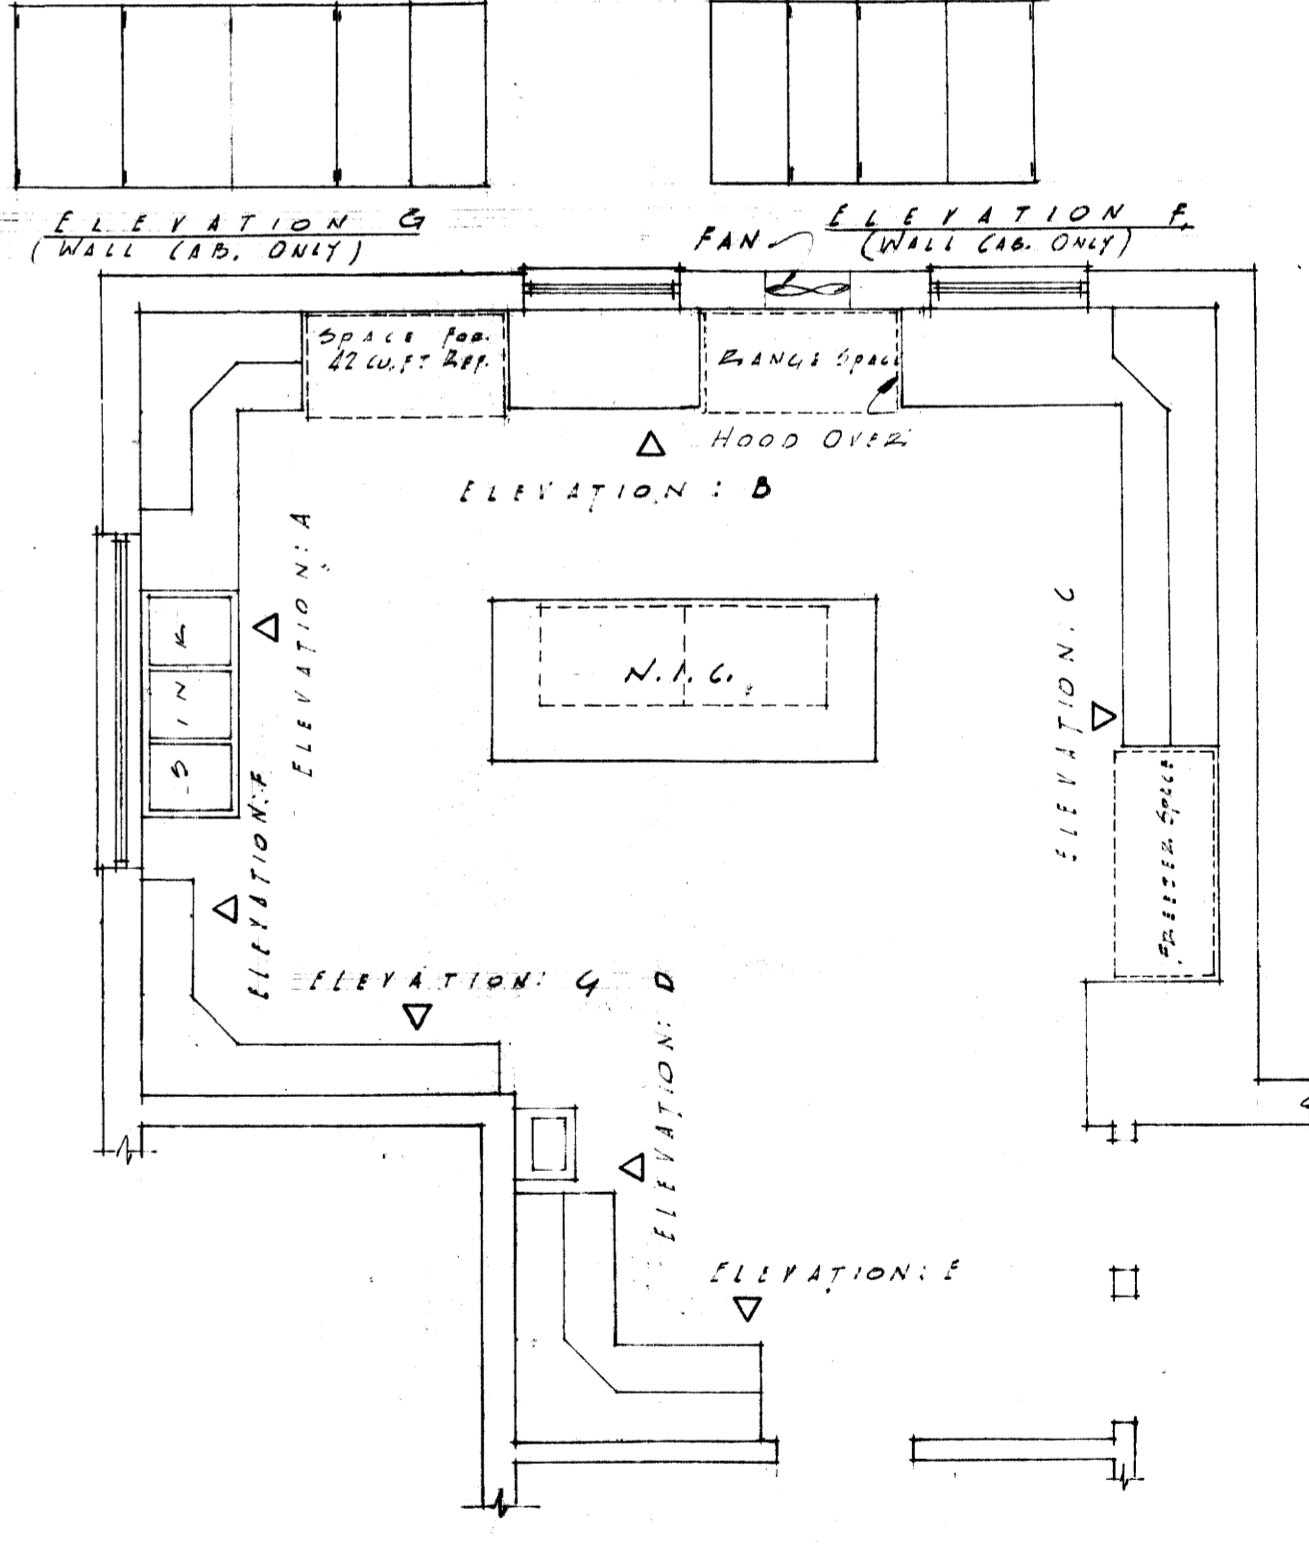 ELEVATION G
(WALL CAB. ONLY)
ELEVATION F
(WALL CAB. ONLY)
FAN
SPACE FOR
42 CU. FT. REF.
RANGE SPACE
HOOD OVER
ELEVATION: B
ELEVATION: A
SINK
N.I.C.
ELEVATION: C
FREEZER SPACE
ELEVATION: F
ELEVATION: G
ELEVATION: D
ELEVATION: E